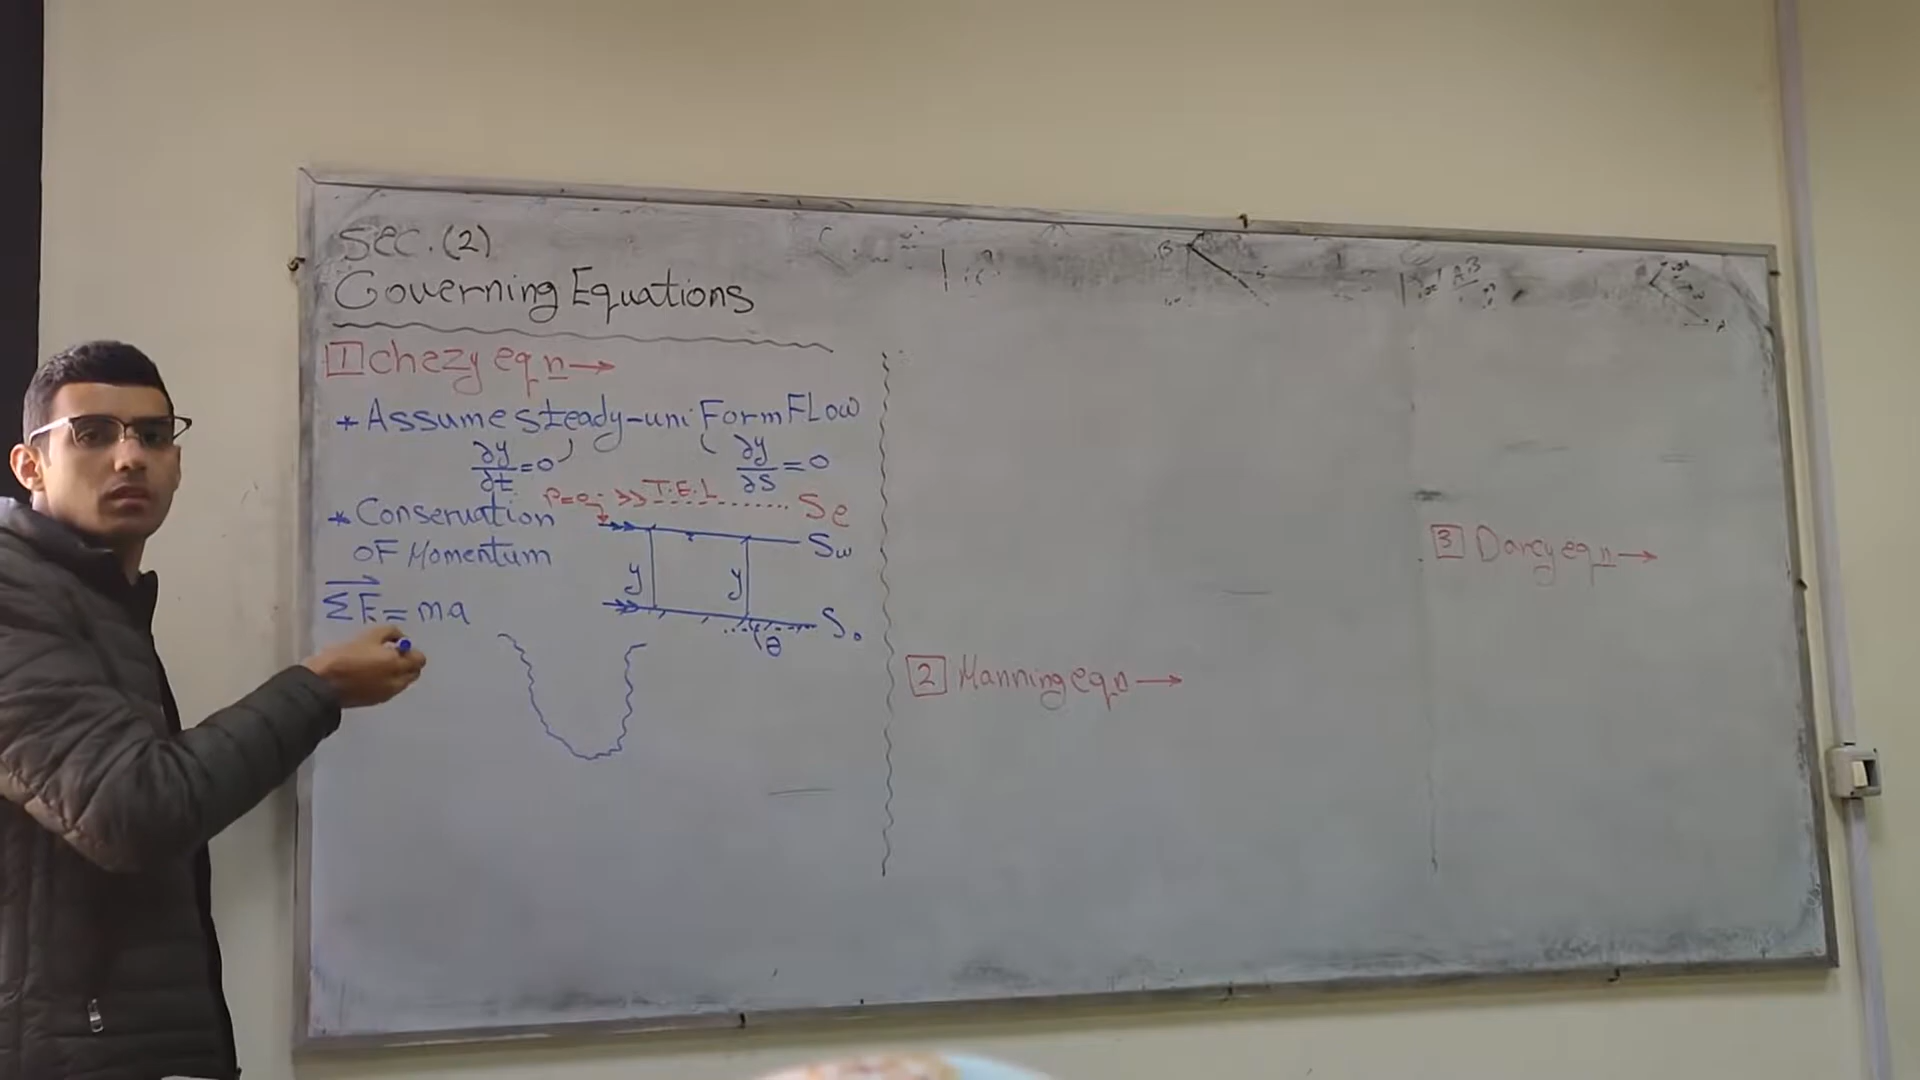 Sec. (2)
Governing Equations
1 chezy eqn →
* Assume steady-uniForm FLow
∂y/∂t = 0
∂y/∂s = 0
T.E.L
Se
* Conservation
OF Momentum
Sw
y
y
ΣF = ma
So
θ
2 Manning eqn →
3 Darcy eqn →